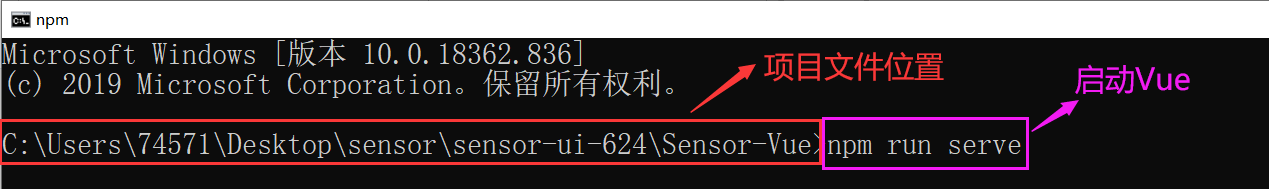 npm
Microsoft Windows [版本 10.0.18362.836]
(c) 2019 Microsoft Corporation。保留所有权利。
项目文件位置
启动Vue
C:\Users\74571\Desktop\sensor\sensor-ui-624\Sensor-Vue>npm run serve